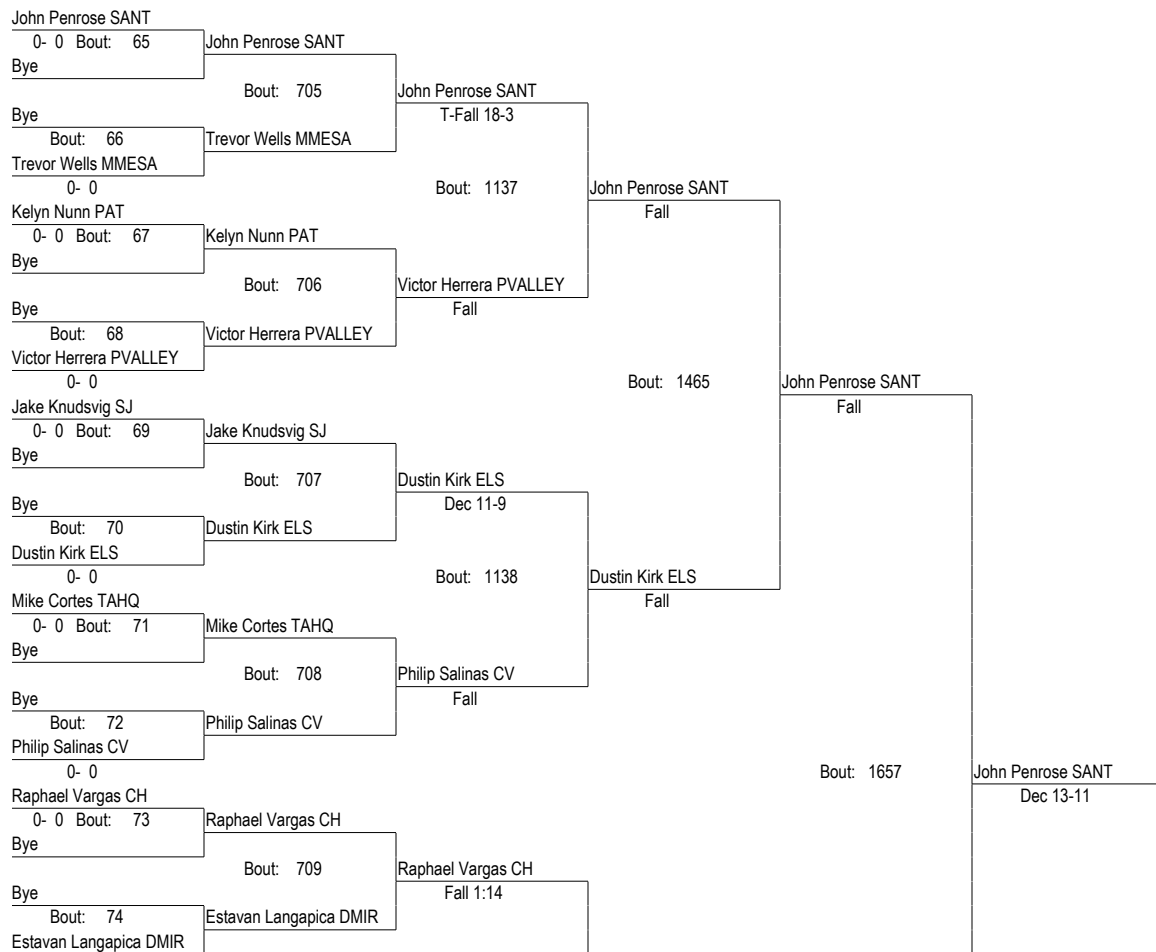 John Penrose SANT
0- 0 Bout: 65 John Penrose SANT
Bye
Bout: 705 John Penrose SANT
Bye T-Fall 18-3
Bout: 66 Trevor Wells MMESA
Trevor Wells MMESA
0- 0 Bout: 1137 John Penrose SANT
Kelyn Nunn PAT Fall
0- 0 Bout: 67 Kelyn Nunn PAT
Bye
Bout: 706 Victor Herrera PVALLEY
Bye Fall
Bout: 68 Victor Herrera PVALLEY
Victor Herrera PVALLEY
0- 0 Bout: 1465 John Penrose SANT
Jake Knudsvig SJ Fall
0- 0 Bout: 69 Jake Knudsvig SJ
Bye
Bout: 707 Dustin Kirk ELS
Bye Dec 11-9
Bout: 70 Dustin Kirk ELS
Dustin Kirk ELS
0- 0 Bout: 1138 Dustin Kirk ELS
Mike Cortes TAHQ Fall
0- 0 Bout: 71 Mike Cortes TAHQ
Bye
Bout: 708 Philip Salinas CV
Bye Fall
Bout: 72 Philip Salinas CV
Philip Salinas CV
0- 0 Bout: 1657 John Penrose SANT
Raphael Vargas CH Dec 13-11
0- 0 Bout: 73 Raphael Vargas CH
Bye
Bout: 709 Raphael Vargas CH
Bye Fall 1:14
Bout: 74 Estavan Langapica DMIR
Estavan Langapica DMIR